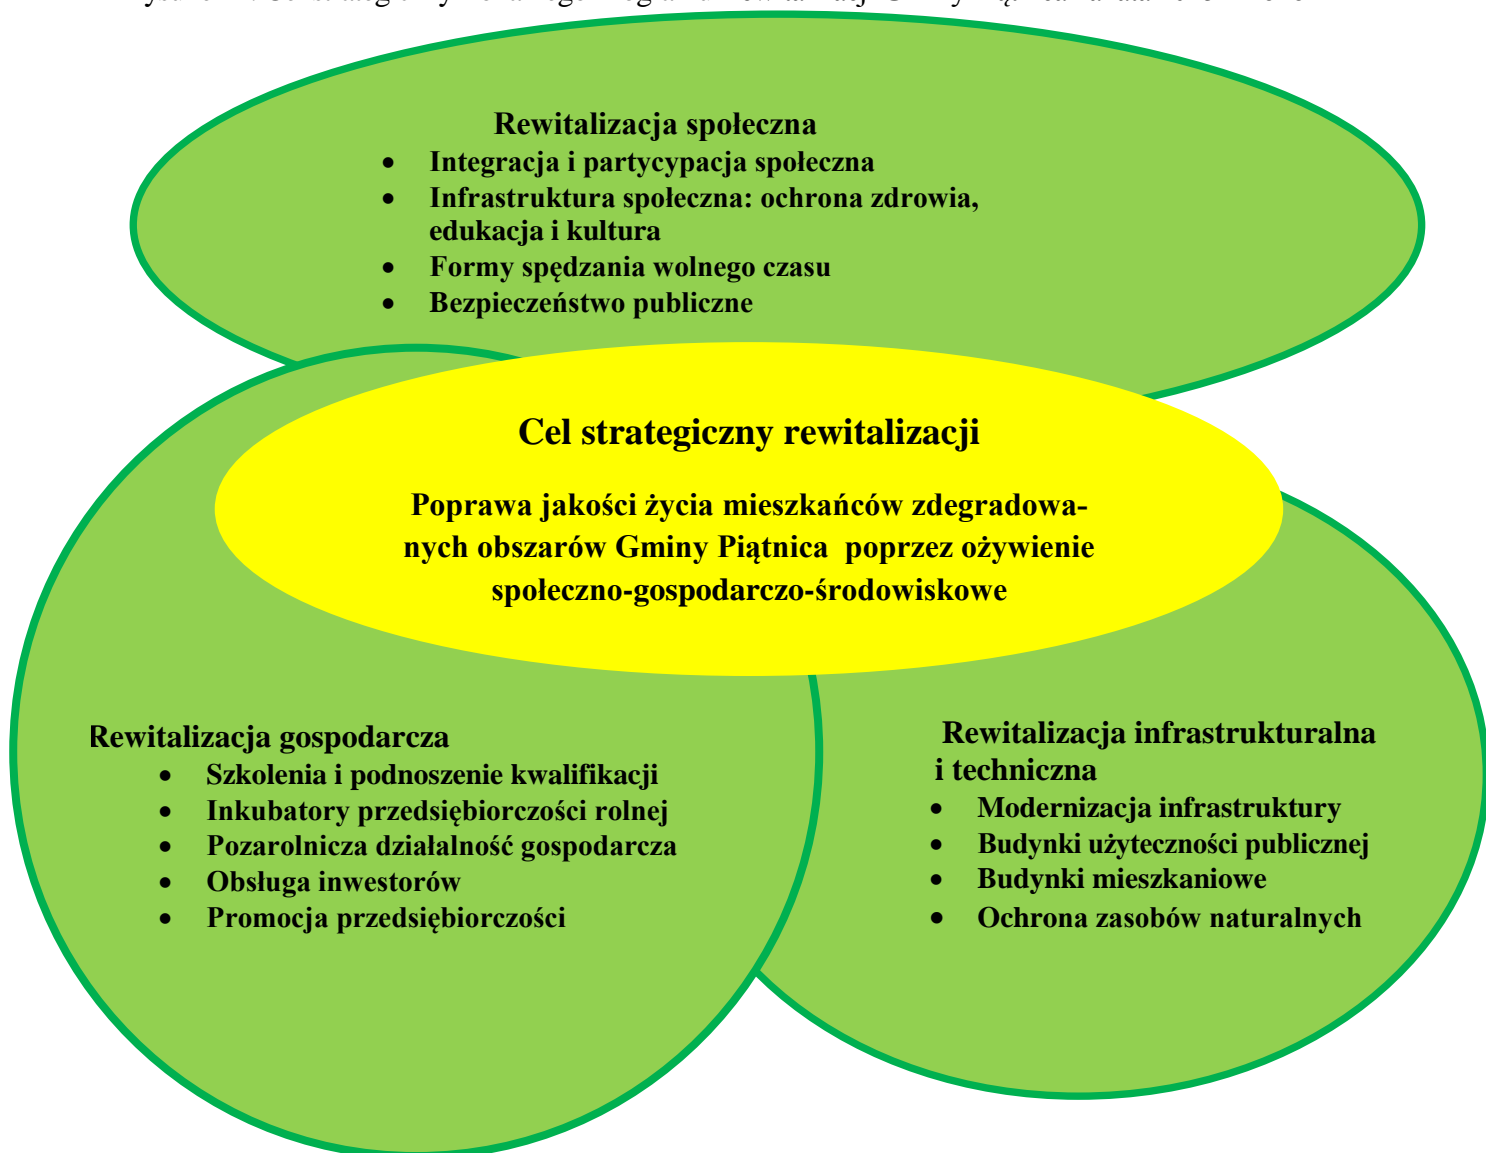 Rewitalizacja społeczna
• Integracja i partycypacja społeczna
• Infrastruktura społeczna: ochrona zdrowia,
edukacja i kultura
• Formy spędzania wolnego czasu
• Bezpieczeństwo publiczne
Cel strategiczny rewitalizacji
Poprawa jakości życia mieszkańców zdegradowa-
nych obszarów Gminy Piątnica poprzez ożywienie
społeczno-gospodarczo-środowiskowe
Rewitalizacja gospodarcza
• Szkolenia i podnoszenie kwalifikacji
• Inkubatory przedsiębiorczości rolnej
• Pozarolnicza działalność gospodarcza
• Obsługa inwestorów
• Promocja przedsiębiorczości
Rewitalizacja infrastrukturalna
i techniczna
• Modernizacja infrastruktury
• Budynki użyteczności publicznej
• Budynki mieszkaniowe
• Ochrona zasobów naturalnych